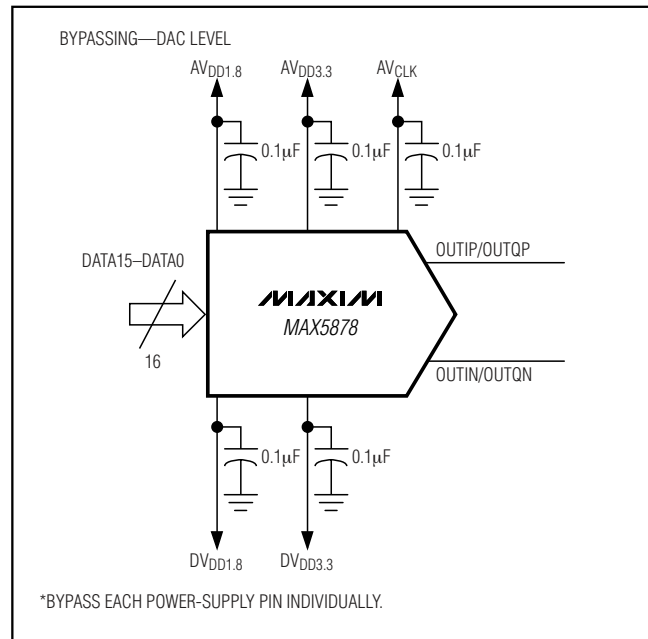 BYPASSING—DAC LEVEL
AVDD1.8 AVDD3.3 AVCLK
0.1µF 0.1µF 0.1µF
DATA15–DATA0
OUTIP/OUTQP
MAXIM
MAX5878
16
OUTIN/OUTQN
0.1µF 0.1µF
DVDD1.8 DVDD3.3
*BYPASS EACH POWER-SUPPLY PIN INDIVIDUALLY.